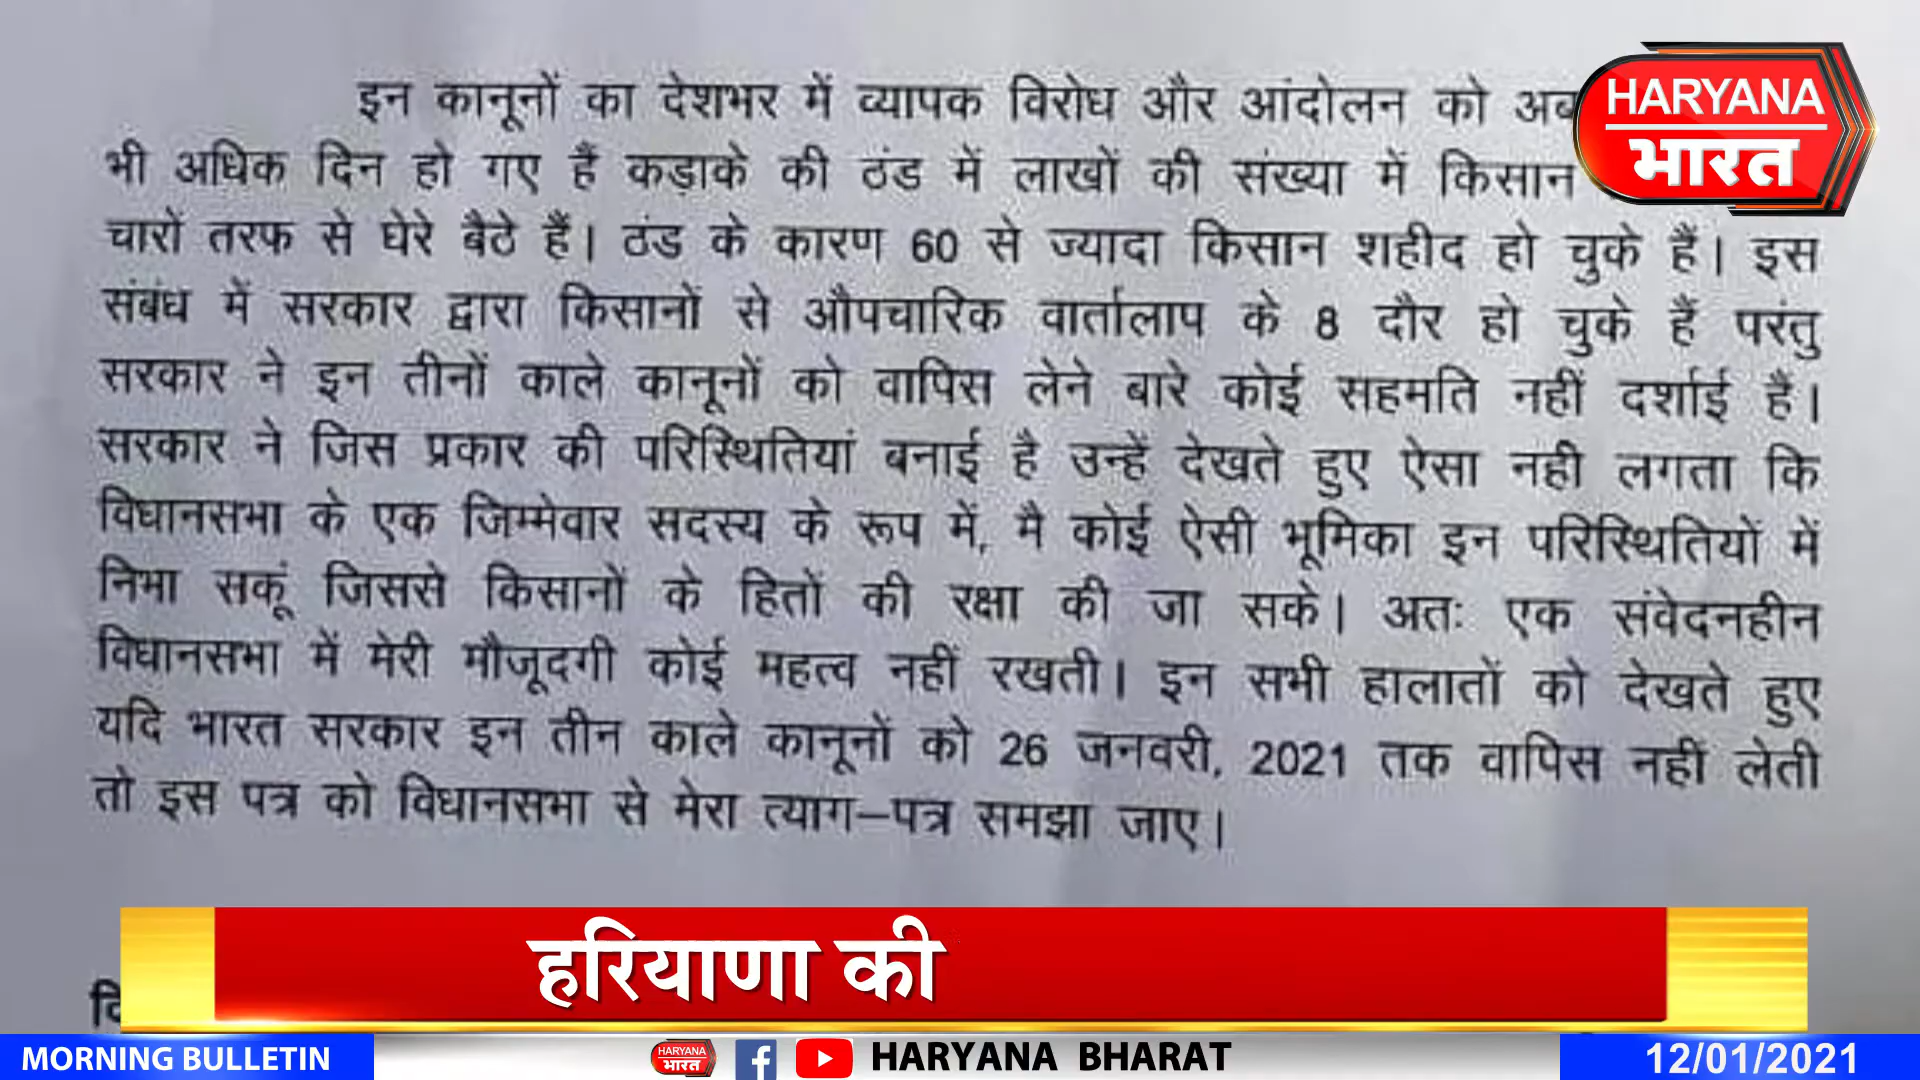 इन कानूनों का देशभर में व्यापक विरोध और आंदोलन को अब
भी अधिक दिन हो गए हैं कड़ाके की ठंड में लाखों की संख्या में किसान
चारों तरफ से घेरे बैठे हैं। ठंड के कारण 60 से ज्यादा किसान शहीद हो चुके हैं। इस
संबंध में सरकार द्वारा किसानों से औपचारिक वार्तालाप के 8 दौर हो चुके हैं परंतु
सरकार ने इन तीनों काले कानूनों को वापिस लेने बारे कोई सहमति नहीं दर्शाई हैं।
सरकार ने जिस प्रकार की परिस्थितियां बनाई है उन्हें देखते हुए ऐसा नही लगता कि
विधानसभा के एक जिम्मेवार सदस्य के रूप में, मै कोई ऐसी भूमिका इन परिस्थितियों में
निभा सकूं जिससे किसानों के हितों की रक्षा की जा सके। अतः एक संवेदनहीन
विधानसभा में मेरी मौजूदगी कोई महत्व नहीं रखती। इन सभी हालातों को देखते हुए
यदि भारत सरकार इन तीन काले कानूनों को 26 जनवरी, 2021 तक वापिस नहीं लेती
तो इस पत्र को विधानसभा से मेरा त्याग–पत्र समझा जाए।
HARYANA
भारत
हरियाणा की
MORNING BULLETIN
HARYANA
भारत
HARYANA BHARAT
12/01/2021